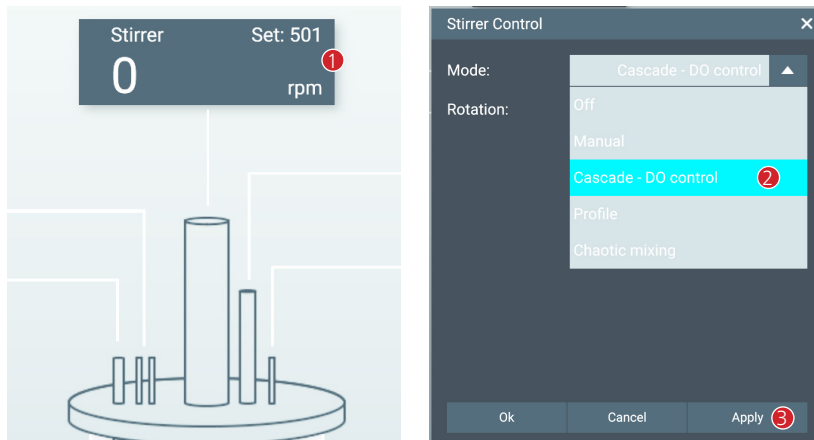 Stirrer Set: 501
1
0 rpm
Stirrer Control ×
Mode: Cascade - DO control
Rotation: Off
Manual
Cascade - DO control 2
Profile
Chaotic mixing
Ok Cancel Apply 3